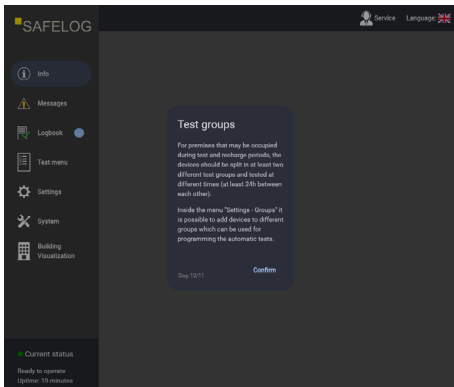 SAFELOG
Service
Language:
Info
Messages
Logbook
Test menu
Settings
System
Building
Visualization
Test groups
For premises that may be occupied
during test and recharge periods, the
devices should be split in at least two
different test groups and tested at
different times (at least 24h between
each other).
Inside the menu "Settings - Groups" it
is possible to add devices to different
groups which can be used for
programming the automatic tests.
Step 10/11
Confirm
Current status
Ready to operate
Uptime: 19 minutes